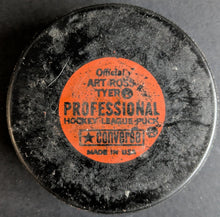 Official
ART ROSS
TYER
PROFESSIONAL
HOCKEY LEAGUE PUCK
★converse
MADE IN USA